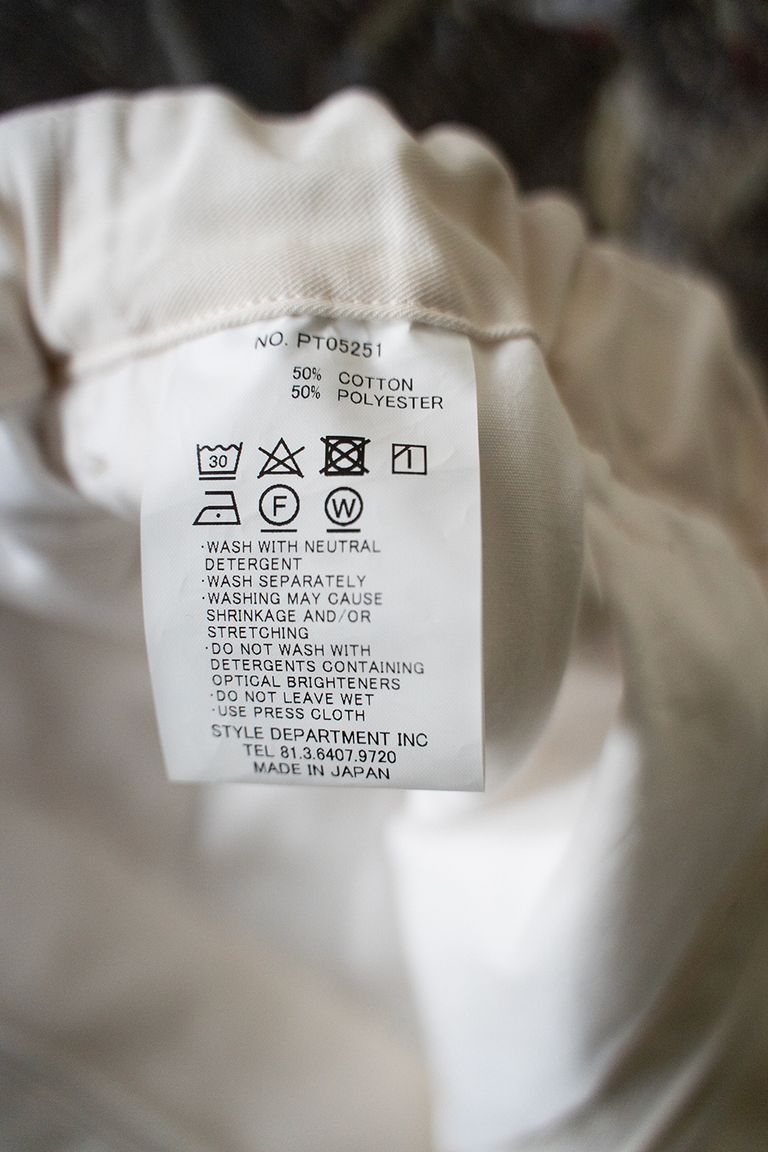 NO. PT05251
50% COTTON
50% POLYESTER
30
F W
·WASH WITH NEUTRAL
DETERGENT
·WASH SEPARATELY
·WASHING MAY CAUSE
SHRINKAGE AND/OR
STRETCHING
·DO NOT WASH WITH
DETERGENTS CONTAINING
OPTICAL BRIGHTENERS
·DO NOT LEAVE WET
·USE PRESS CLOTH
STYLE DEPARTMENT INC
TEL 81.3.6407.9720
MADE IN JAPAN